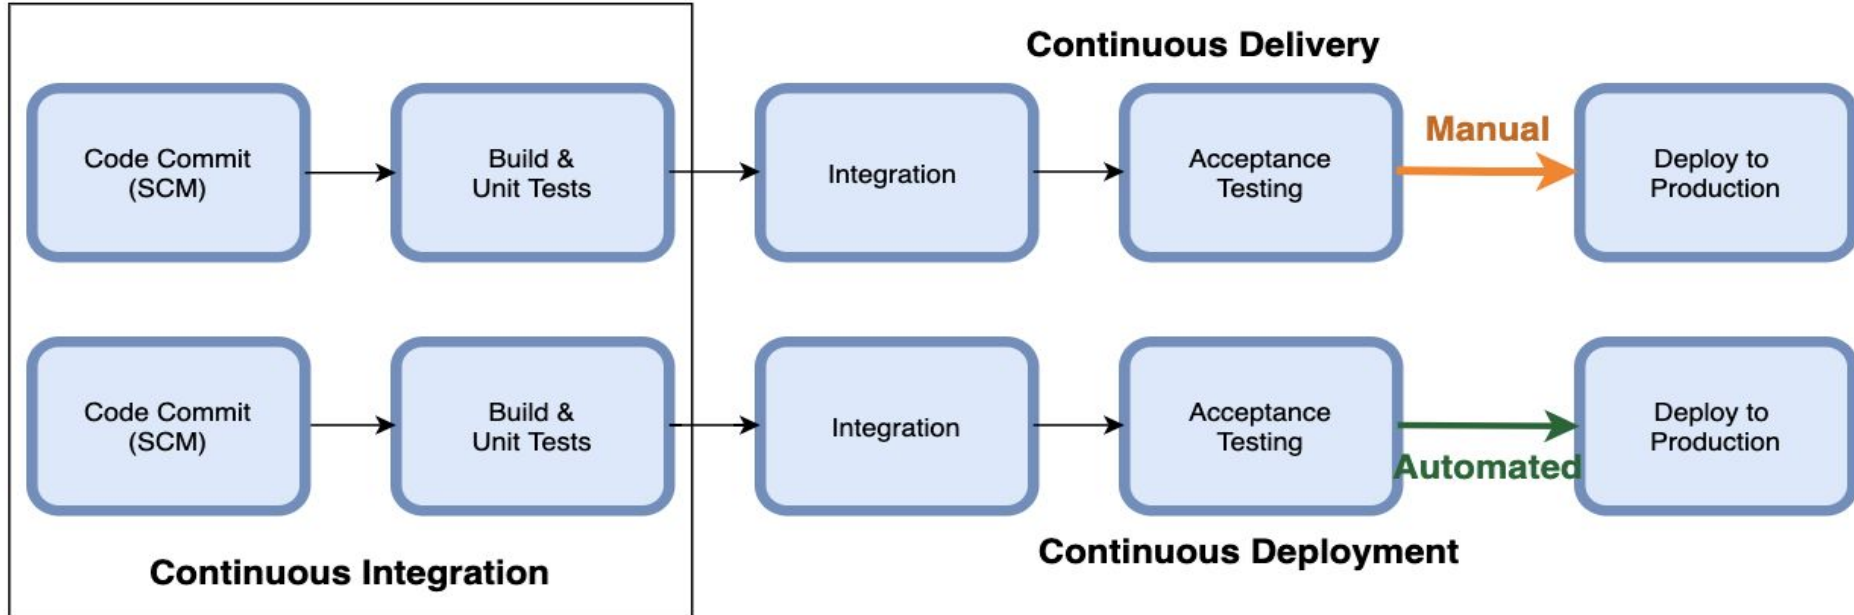 Continuous Delivery
Code Commit
(SCM)
Build &
Unit Tests
Integration
Acceptance
Testing
Manual
Deploy to
Production
Code Commit
(SCM)
Build &
Unit Tests
Integration
Acceptance
Testing
Automated
Deploy to
Production
Continuous Integration
Continuous Deployment